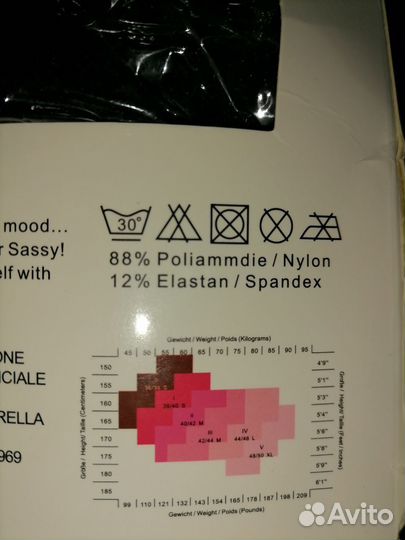 mood...
r Sassy!
elf with
30°
88% Poliammdie / Nylon
12% Elastan / Spandex
ONE
CIALE
RELLA
969
Gewicht / Weight / Poids (Kilograms)
45 50 55 60 65 70 75 80 85 90 95
Größe / Height/ Taille (Centimeters)
150
155
160
165
170
175
180
185
I
36/40 S
II
40/42 M
III
42/44 M
IV
44/48 L
V
48/50 XL
4'9"
5'1"
5'3"
5'4"
5'6"
5'8"
5'9"
6'1"
Größe / Height/ Taille (Feet / Inches)
99 110 121 132 143 154 165 176 187 198 209
Gewicht / Weight / Poids (Pounds)
Avito